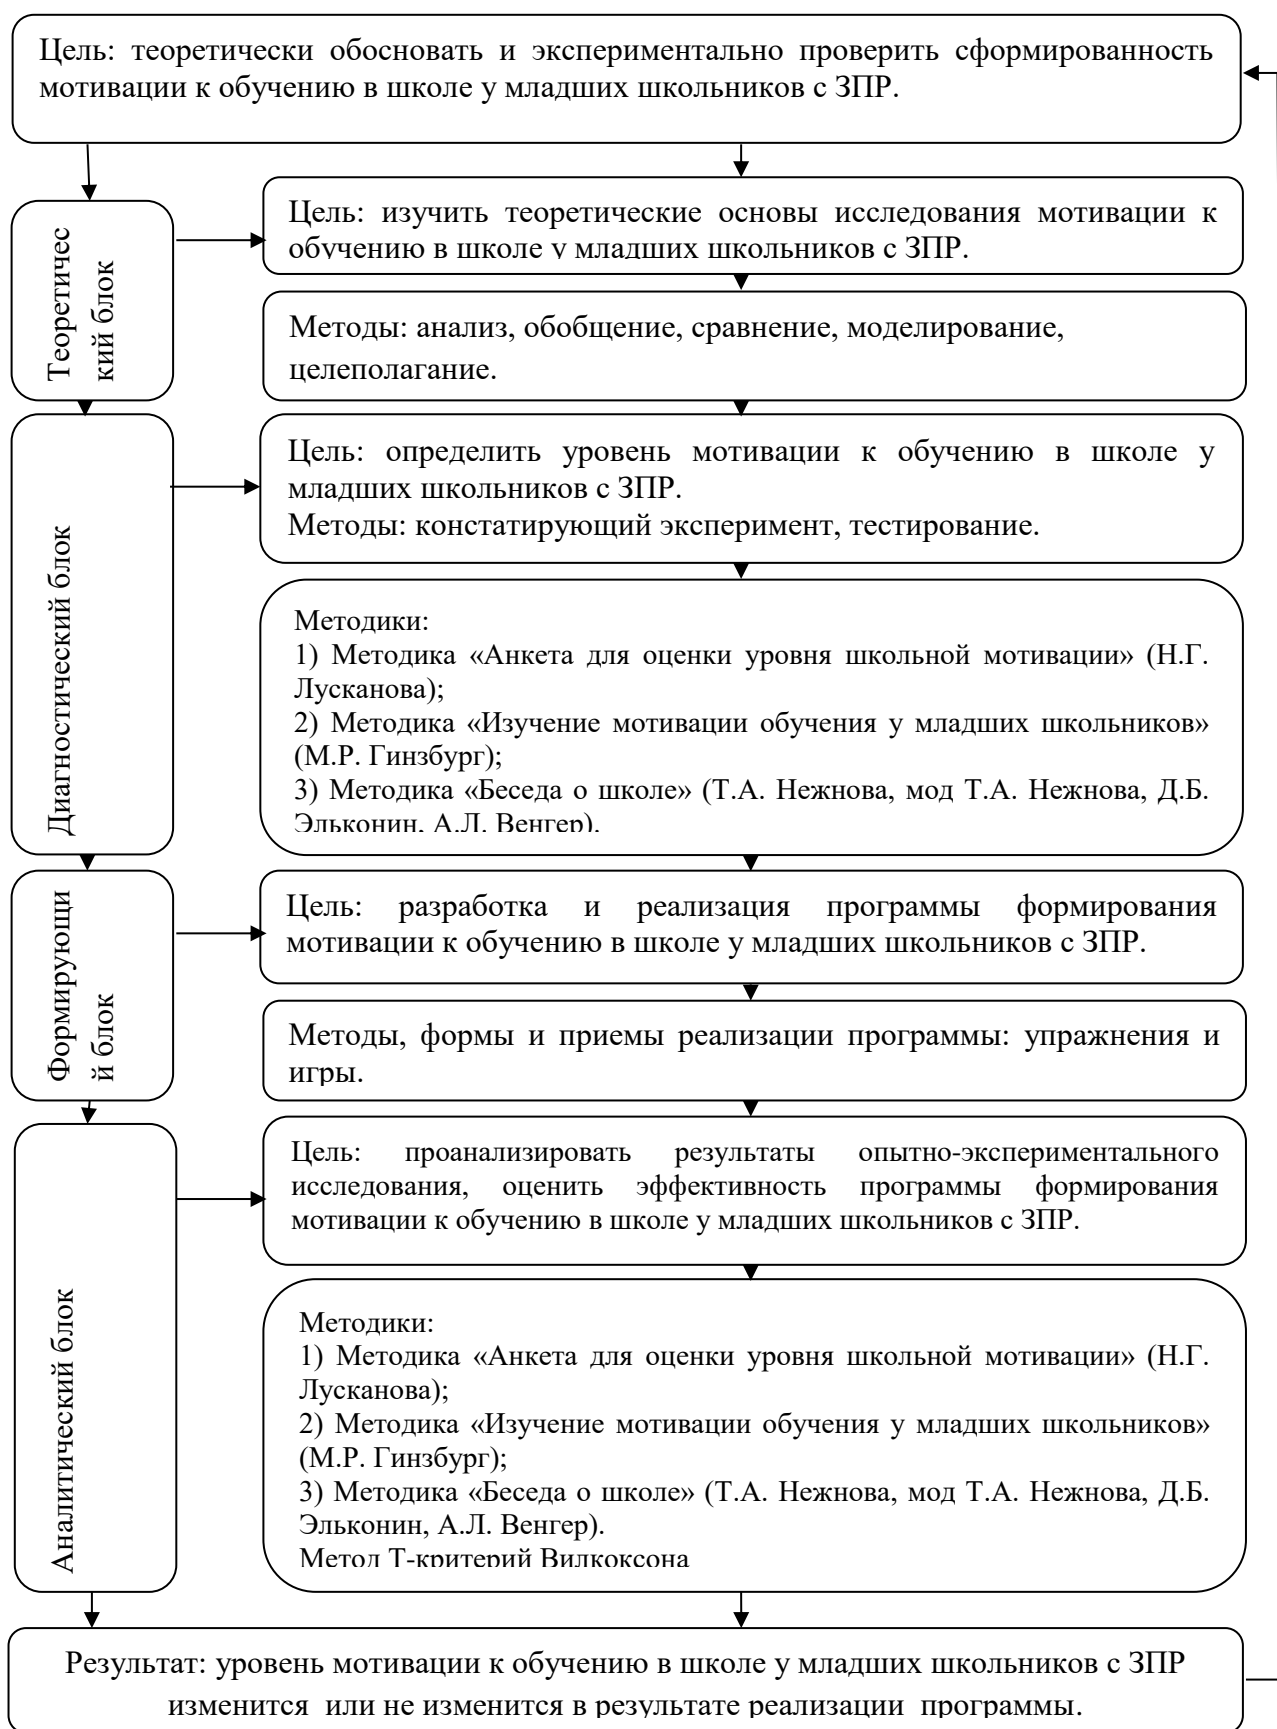 Цель: теоретически обосновать и экспериментально проверить сформированность
мотивации к обучению в школе у младших школьников с ЗПР.
Теоретичес
кий блок
Цель: изучить теоретические основы исследования мотивации к
обучению в школе у младших школьников с ЗПР.
Методы: анализ, обобщение, сравнение, моделирование,
целеполагание.
Диагностический блок
Цель: определить уровень мотивации к обучению в школе у
младших школьников с ЗПР.
Методы: констатирующий эксперимент, тестирование.
Методики:
1) Методика «Анкета для оценки уровня школьной мотивации» (Н.Г.
Лусканова);
2) Методика «Изучение мотивации обучения у младших школьников»
(М.Р. Гинзбург);
3) Методика «Беседа о школе» (Т.А. Нежнова, мод Т.А. Нежнова, Д.Б.
Эльконин, А.Л. Венгер).
Формирующи
й блок
Цель: разработка и реализация программы формирования
мотивации к обучению в школе у младших школьников с ЗПР.
Методы, формы и приемы реализации программы: упражнения и
игры.
Аналитический блок
Цель: проанализировать результаты опытно-экспериментального
исследования, оценить эффективность программы формирования
мотивации к обучению в школе у младших школьников с ЗПР.
Методики:
1) Методика «Анкета для оценки уровня школьной мотивации» (Н.Г.
Лусканова);
2) Методика «Изучение мотивации обучения у младших школьников»
(М.Р. Гинзбург);
3) Методика «Беседа о школе» (Т.А. Нежнова, мод Т.А. Нежнова, Д.Б.
Эльконин, А.Л. Венгер).
Метод Т-критерий Вилкоксона
Результат: уровень мотивации к обучению в школе у младших школьников с ЗПР
изменится или не изменится в результате реализации программы.